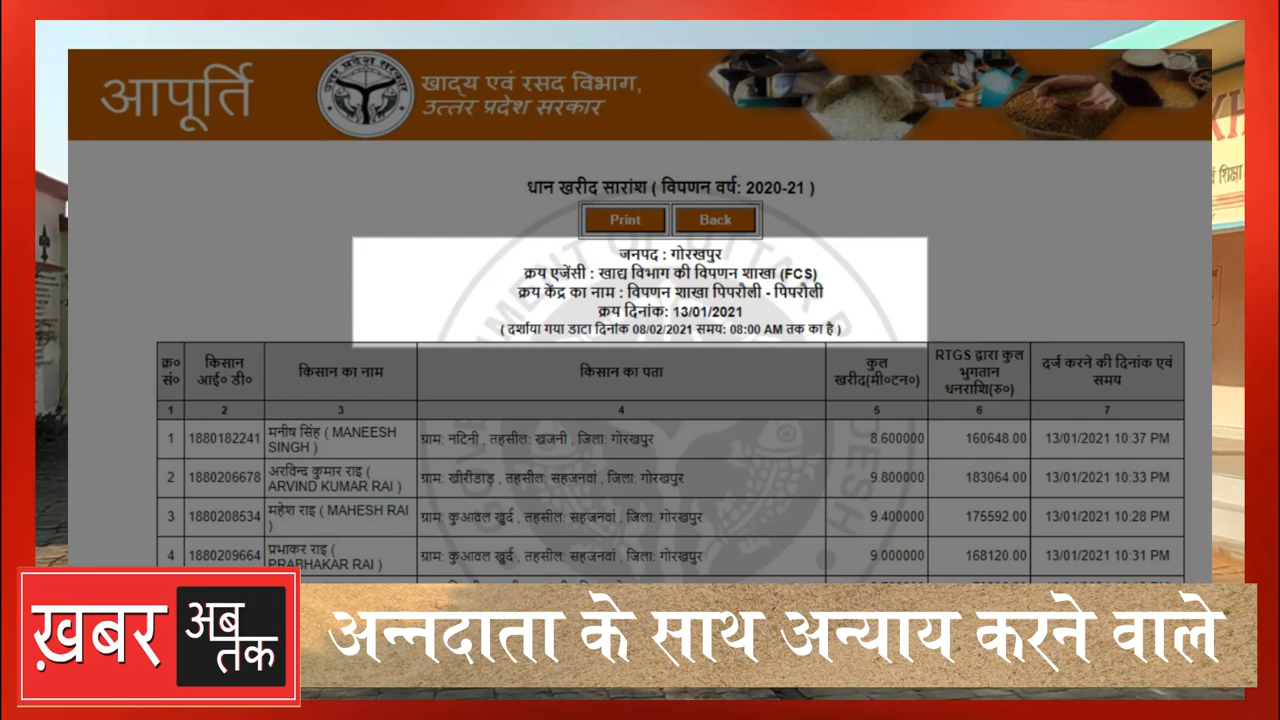 आपूर्ति
उत्तर प्रदेश सरकार
खाद्य एवं रसद विभाग,
उत्तर प्रदेश सरकार
धान खरीद सारांश ( विपणन वर्ष: 2020-21 )
Print Back
जनपद : गोरखपुर
क्रय एजेंसी : खाद्य विभाग की विपणन शाखा (FCS)
क्रय केंद्र का नाम : विपणन शाखा पिपरौली - पिपरौली
क्रय दिनांक: 13/01/2021
( दर्शाया गया डाटा दिनांक 08/02/2021 समय: 08:00 AM तक का है )
क्र०
सं०
किसान
आई० डी०
किसान का नाम
किसान का पता
कुल
खरीद(मी०टन०)
RTGS द्वारा कुल
भुगतान
धनराशि(रु०)
दर्ज करने की दिनांक एवं
समय
1 2 3 4 5 6 7
1 1880182241 मनीष सिंह ( MANEESH
SINGH ) ग्राम: नटिनी , तहसील: खजनी , जिला: गोरखपुर 8.600000 160648.00 13/01/2021 10:37 PM
2 1880206678 अरविन्द कुमार राइ (
ARVIND KUMAR RAI ) ग्राम: खीरीडाड़ , तहसील: सहजनवां , जिला: गोरखपुर 9.800000 183064.00 13/01/2021 10:33 PM
3 1880208534 महेश राइ ( MAHESH RAI
) ग्राम: कुआवल खुर्द , तहसील: सहजनवां , जिला: गोरखपुर 9.400000 175592.00 13/01/2021 10:28 PM
4 1880209664 प्रभाकर राइ (
PRABHAKAR RAI ) ग्राम: कुआवल खुर्द , तहसील: सहजनवां , जिला: गोरखपुर 9.000000 168120.00 13/01/2021 10:31 PM
ख़बर अब तक
अन्नदाता के साथ अन्याय करने वाले